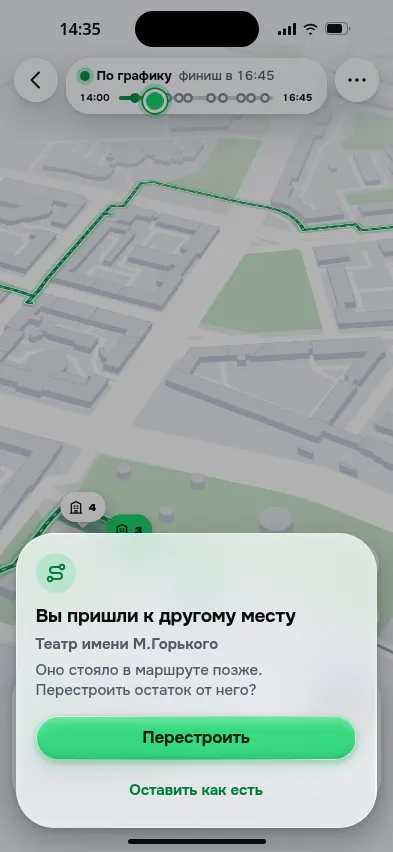 14:35
По графику финиш в 16:45
14:00 16:45
4
3
Вы пришли к другому месту
Театр имени М.Горького
Оно стояло в маршруте позже.
Перестроить остаток от него?
Перестроить
Оставить как есть